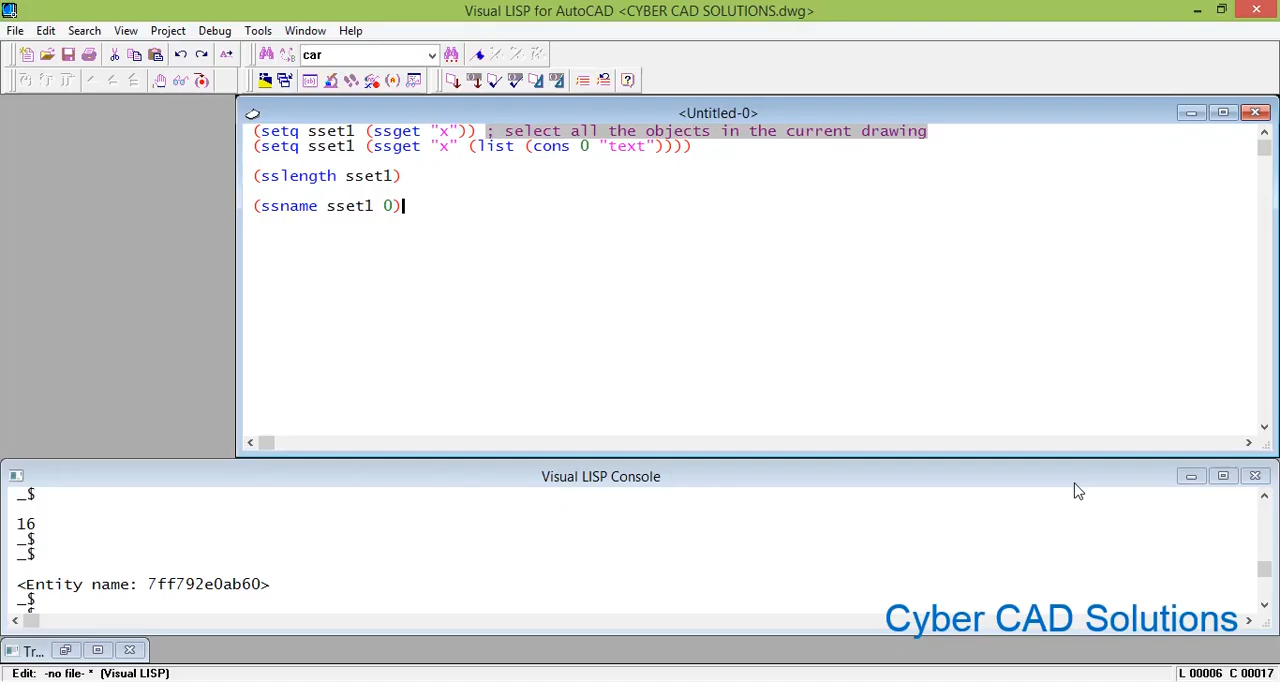 Visual LISP for AutoCAD <CYBER CAD SOLUTIONS.dwg>
File Edit Search View Project Debug Tools Window Help
car
<Untitled-0>
(setq sset1 (ssget "x")) ; select all the objects in the current drawing
(setq sset1 (ssget "x" (list (cons 0 "text"))))
(sslength sset1)
(ssname sset1 0)
Visual LISP Console
_$
16
_$
_$
<Entity name: 7ff792e0ab60>
_$
Cyber CAD Solutions
Tr...
Edit: -no file- * (Visual LISP)
L 00006 C 00017